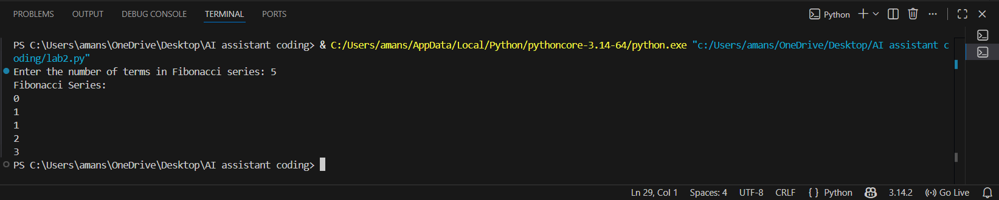 PROBLEMS OUTPUT DEBUG CONSOLE TERMINAL PORTS Python
PS C:\Users\amans\OneDrive\Desktop\AI assistant coding> & C:/Users/amans/AppData/Local/Python/pythoncore-3.14-64/python.exe "c:/Users/amans/OneDrive/Desktop/AI assistant c
oding/lab2.py"
Enter the number of terms in Fibonacci series: 5
Fibonacci Series:
0
1
1
2
3
PS C:\Users\amans\OneDrive\Desktop\AI assistant coding>
Ln 29, Col 1 Spaces: 4 UTF-8 CRLF { } Python 3.14.2 Go Live